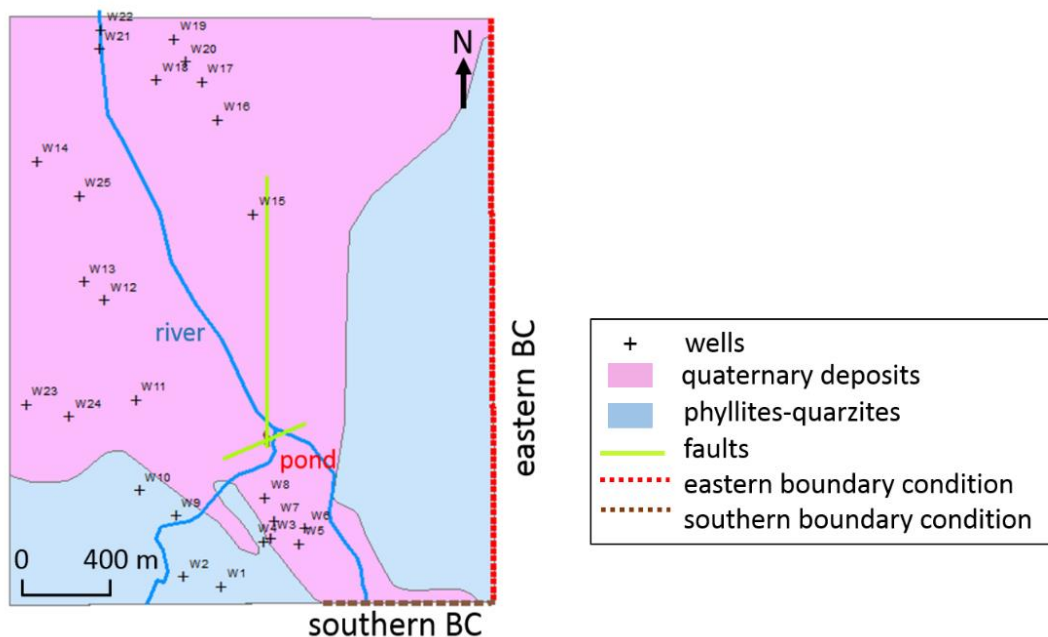 W22
W21
W19
W20
W18
W17
W16
N
W14
W25
W15
W13
W12
river
W23
W24
W11
pond
W10
W9
W8
W7
W6
W4
W3
W5
W2
W1
0 400 m
southern BC
eastern BC
wells
quaternary deposits
phyllites-quarzites
faults
eastern boundary condition
southern boundary condition